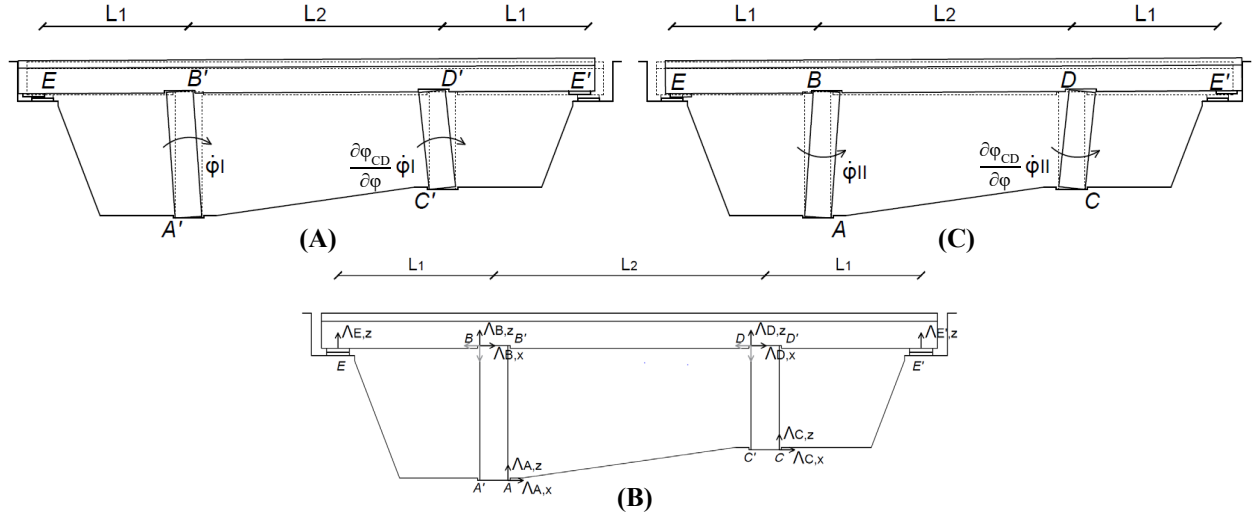 L1 L2 L1
E B' D' E'
φ̇I
∂φCD/∂φ φ̇I
A' C'
(A)
L1 L2 L1
E B D E'
φ̇II
∂φCD/∂φ φ̇II
A C
(C)
L1 L2 L1
ΛE,z B ΛB,z B' ΛB,x D ΛD,z D' ΛD,x ΛE',z
E E'
ΛC,z
C' C ΛC,x
ΛA,z
A' A ΛA,x
(B)